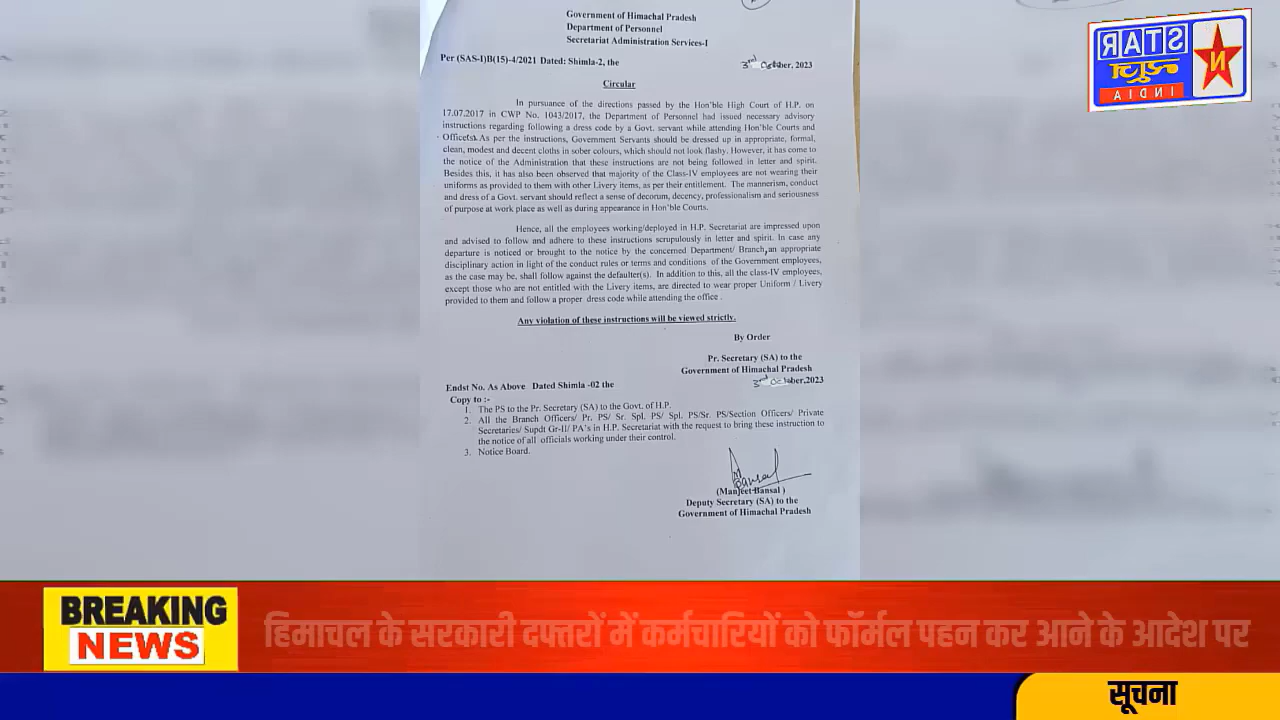 Government of Himachal Pradesh
Department of Personnel
Secretariat Administration Services-I
Per (SAS-I)B(15)-4/2021 Dated: Shimla-2, the 3rd October, 2023
Circular
In pursuance of the directions passed by the Hon'ble High Court of H.P. on
17.07.2017 in CWP No. 1043/2017, the Department of Personnel had issued necessary advisory
instructions regarding following a dress code by a Govt. servant while attending Hon'ble Courts and
Offices. As per the instructions, Government Servants should be dressed up in appropriate, formal,
clean, modest and decent cloths in sober colours, which should not look flashy. However, it has come to
the notice of the Administration that these instructions are not being followed in letter and spirit.
Besides this, it has also been observed that majority of the Class-IV employees are not wearing their
uniforms as provided to them with other Livery items, as per their entitlement. The mannerism, conduct
and dress of a Govt. servant should reflect a sense of decorum, decency, professionalism and seriousness
of purpose at work place as well as during appearance in Hon'ble Courts.
Hence, all the employees working/deployed in H.P. Secretariat are impressed upon
and advised to follow and adhere to these instructions scrupulously in letter and spirit. In case any
departure is noticed or brought to the notice by the concerned Department/ Branch, an appropriate
disciplinary action in light of the conduct rules or terms and conditions of the Government employees,
as the case may be, shall follow against the defaulter(s). In addition to this, all the class-IV employees,
except those who are not entitled with the Livery items, are directed to wear proper Uniform / Livery
provided to them and follow a proper dress code while attending the office .
Any violation of these instructions will be viewed strictly.
By Order
Pr. Secretary (SA) to the
Government of Himachal Pradesh
Endst No. As Above Dated Shimla -02 the 3rd October, 2023
Copy to :-
1. The PS to the Pr. Secretary (SA) to the Govt. of H.P.
2. All the Branch Officers/ Pr. PS/ Sr. Spl. PS/ Spl. PS/Sr. PS/Section Officers/ Private
Secretaries/ Supdt Gr-II/ PA's in H.P. Secretariat with the request to bring these instruction to
the notice of all officials working under their control.
3. Notice Board.
Bansal
(Manjeet Bansal )
Deputy Secretary (SA) to the
Government of Himachal Pradesh
STAR
न्यूज़
INDIA
N
BREAKING
NEWS
हिमाचल के सरकारी दफ्तरों में कर्मचारियों को फॉर्मल पहन कर आने के आदेश पर
सूचना